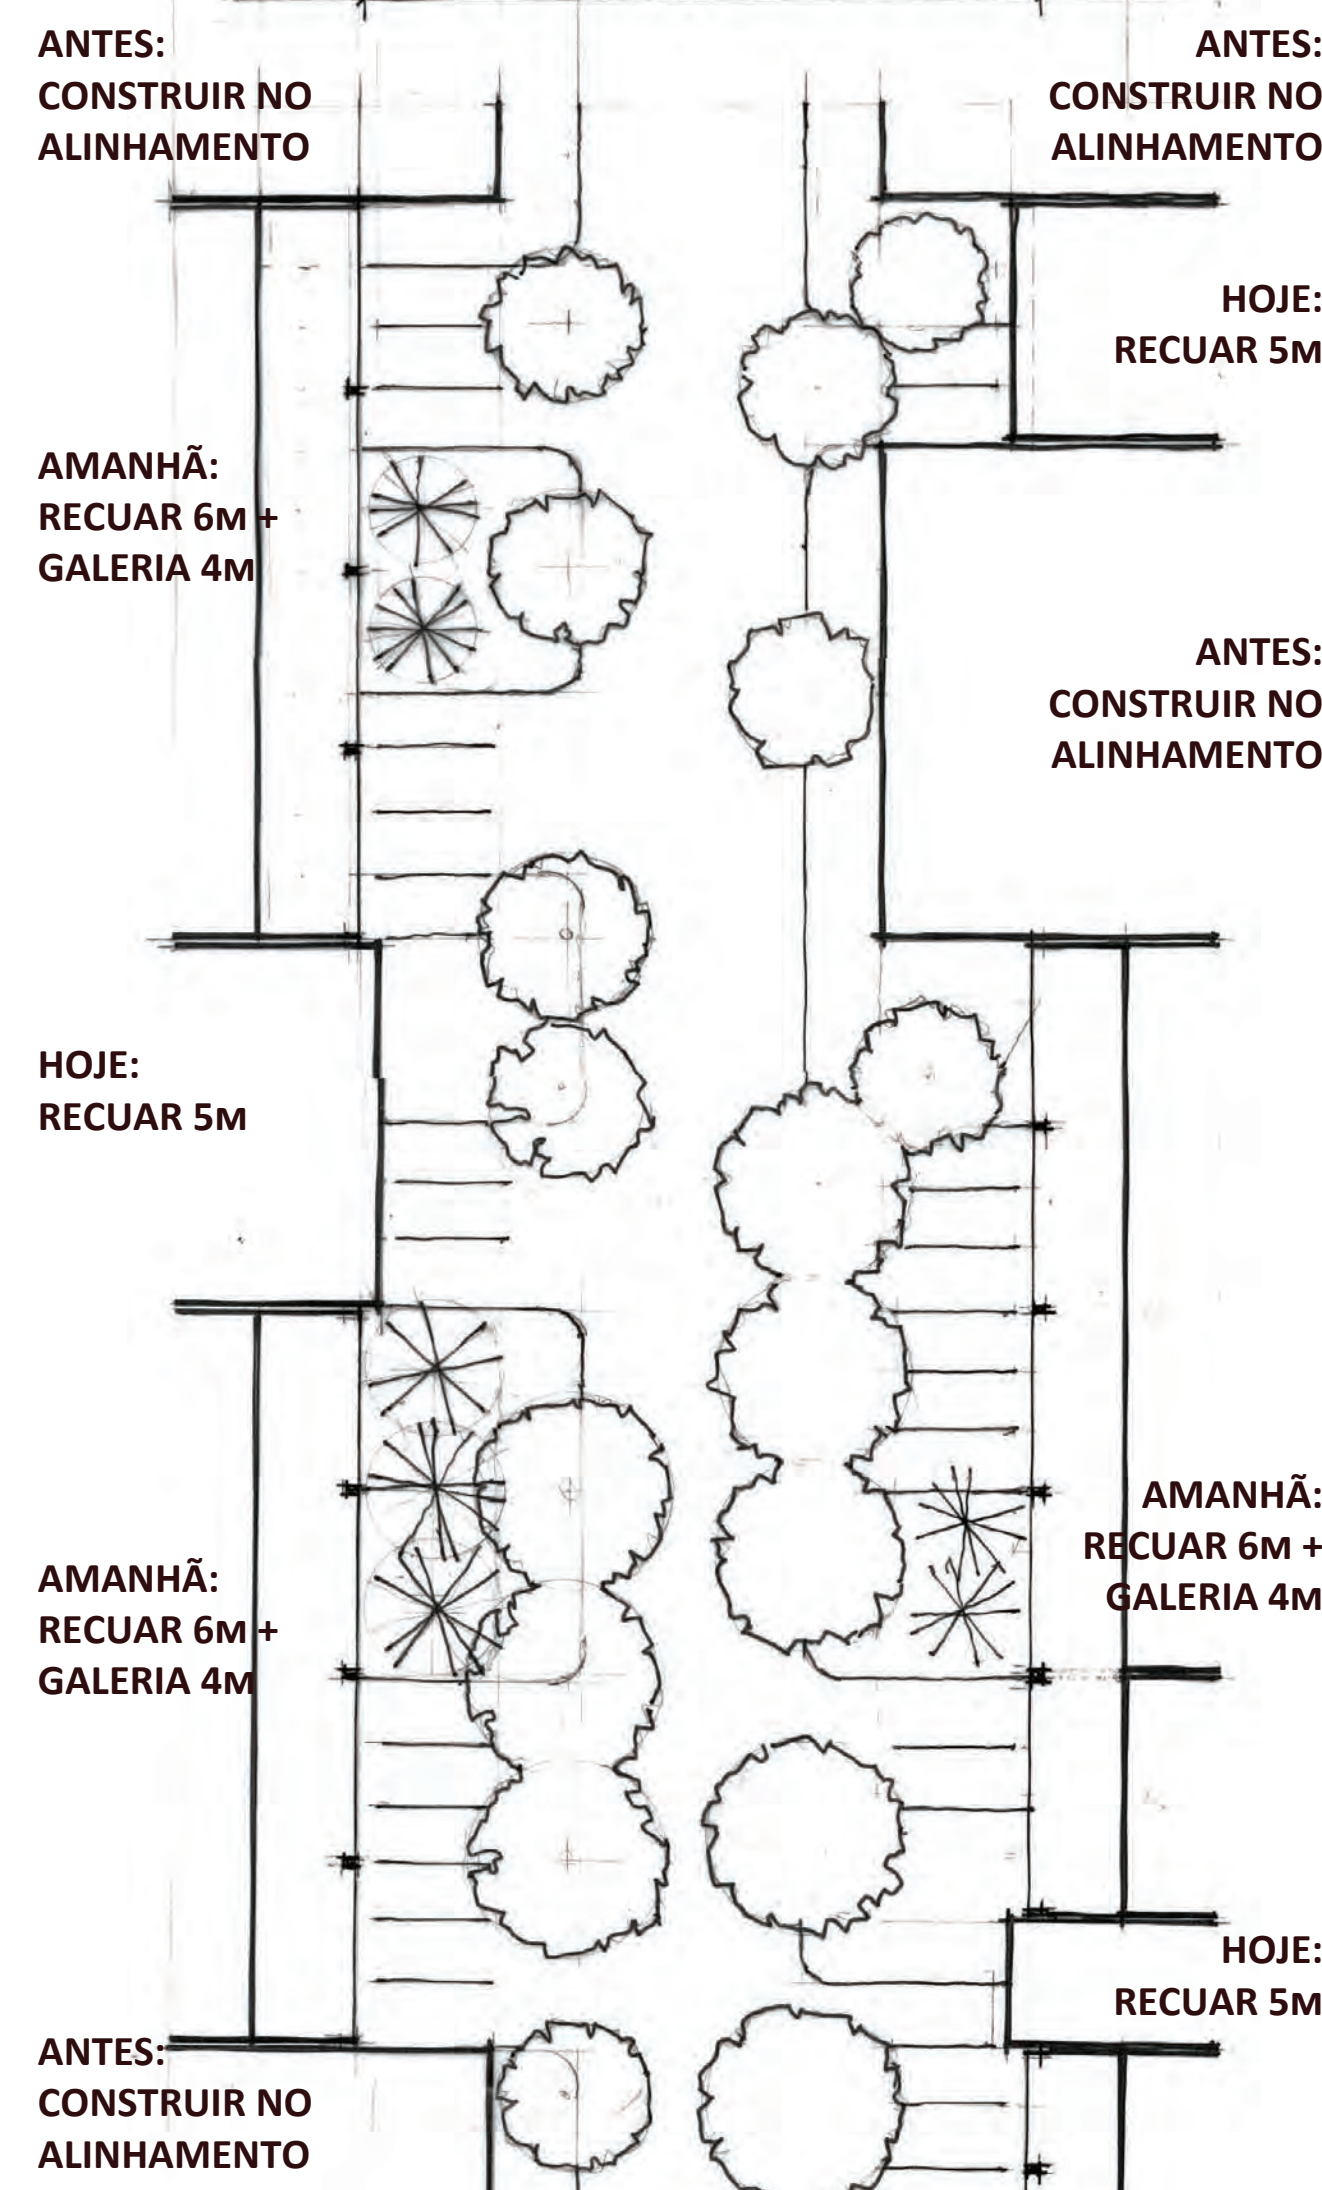 ANTES:
CONSTRUIR NO
ALINHAMENTO
ANTES:
CONSTRUIR NO
ALINHAMENTO
HOJE:
RECUAR 5M
AMANHÃ:
RECUAR 6M +
GALERIA 4M
ANTES:
CONSTRUIR NO
ALINHAMENTO
HOJE:
RECUAR 5M
AMANHÃ:
RECUAR 6M +
GALERIA 4M
AMANHÃ:
RECUAR 6M +
GALERIA 4M
HOJE:
RECUAR 5M
ANTES:
CONSTRUIR NO
ALINHAMENTO